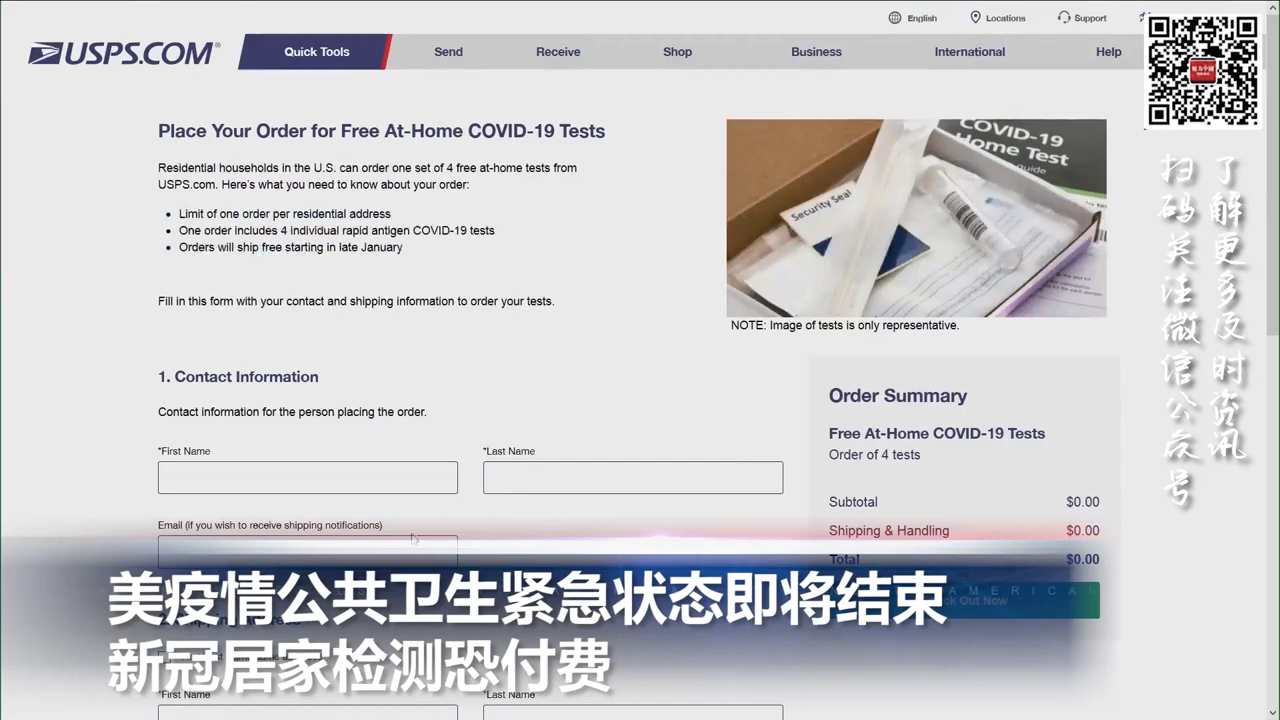 English
Locations
Support
USPS.COM
Quick Tools
Send
Receive
Shop
Business
International
Help
Place Your Order for Free At-Home COVID-19 Tests
Residential households in the U.S. can order one set of 4 free at-home tests from
USPS.com. Here's what you need to know about your order:
Limit of one order per residential address
One order includes 4 individual rapid antigen COVID-19 tests
Orders will ship free starting in late January
Fill in this form with your contact and shipping information to order your tests.
COVID-19
Home Test
guide
Security Seal
NOTE: Image of tests is only representative.
1. Contact Information
Contact information for the person placing the order.
*First Name
*Last Name
Email (if you wish to receive shipping notifications)
Order Summary
Free At-Home COVID-19 Tests
Order of 4 tests
Subtotal
$0.00
Shipping & Handling
$0.00
Total
$0.00
Out Now
AMERICA
美疫情公共卫生紧急状态即将结束
新冠居家检测恐付费
*First Name
*Last Name
了解更多及时资讯
扫码关注微信公众号